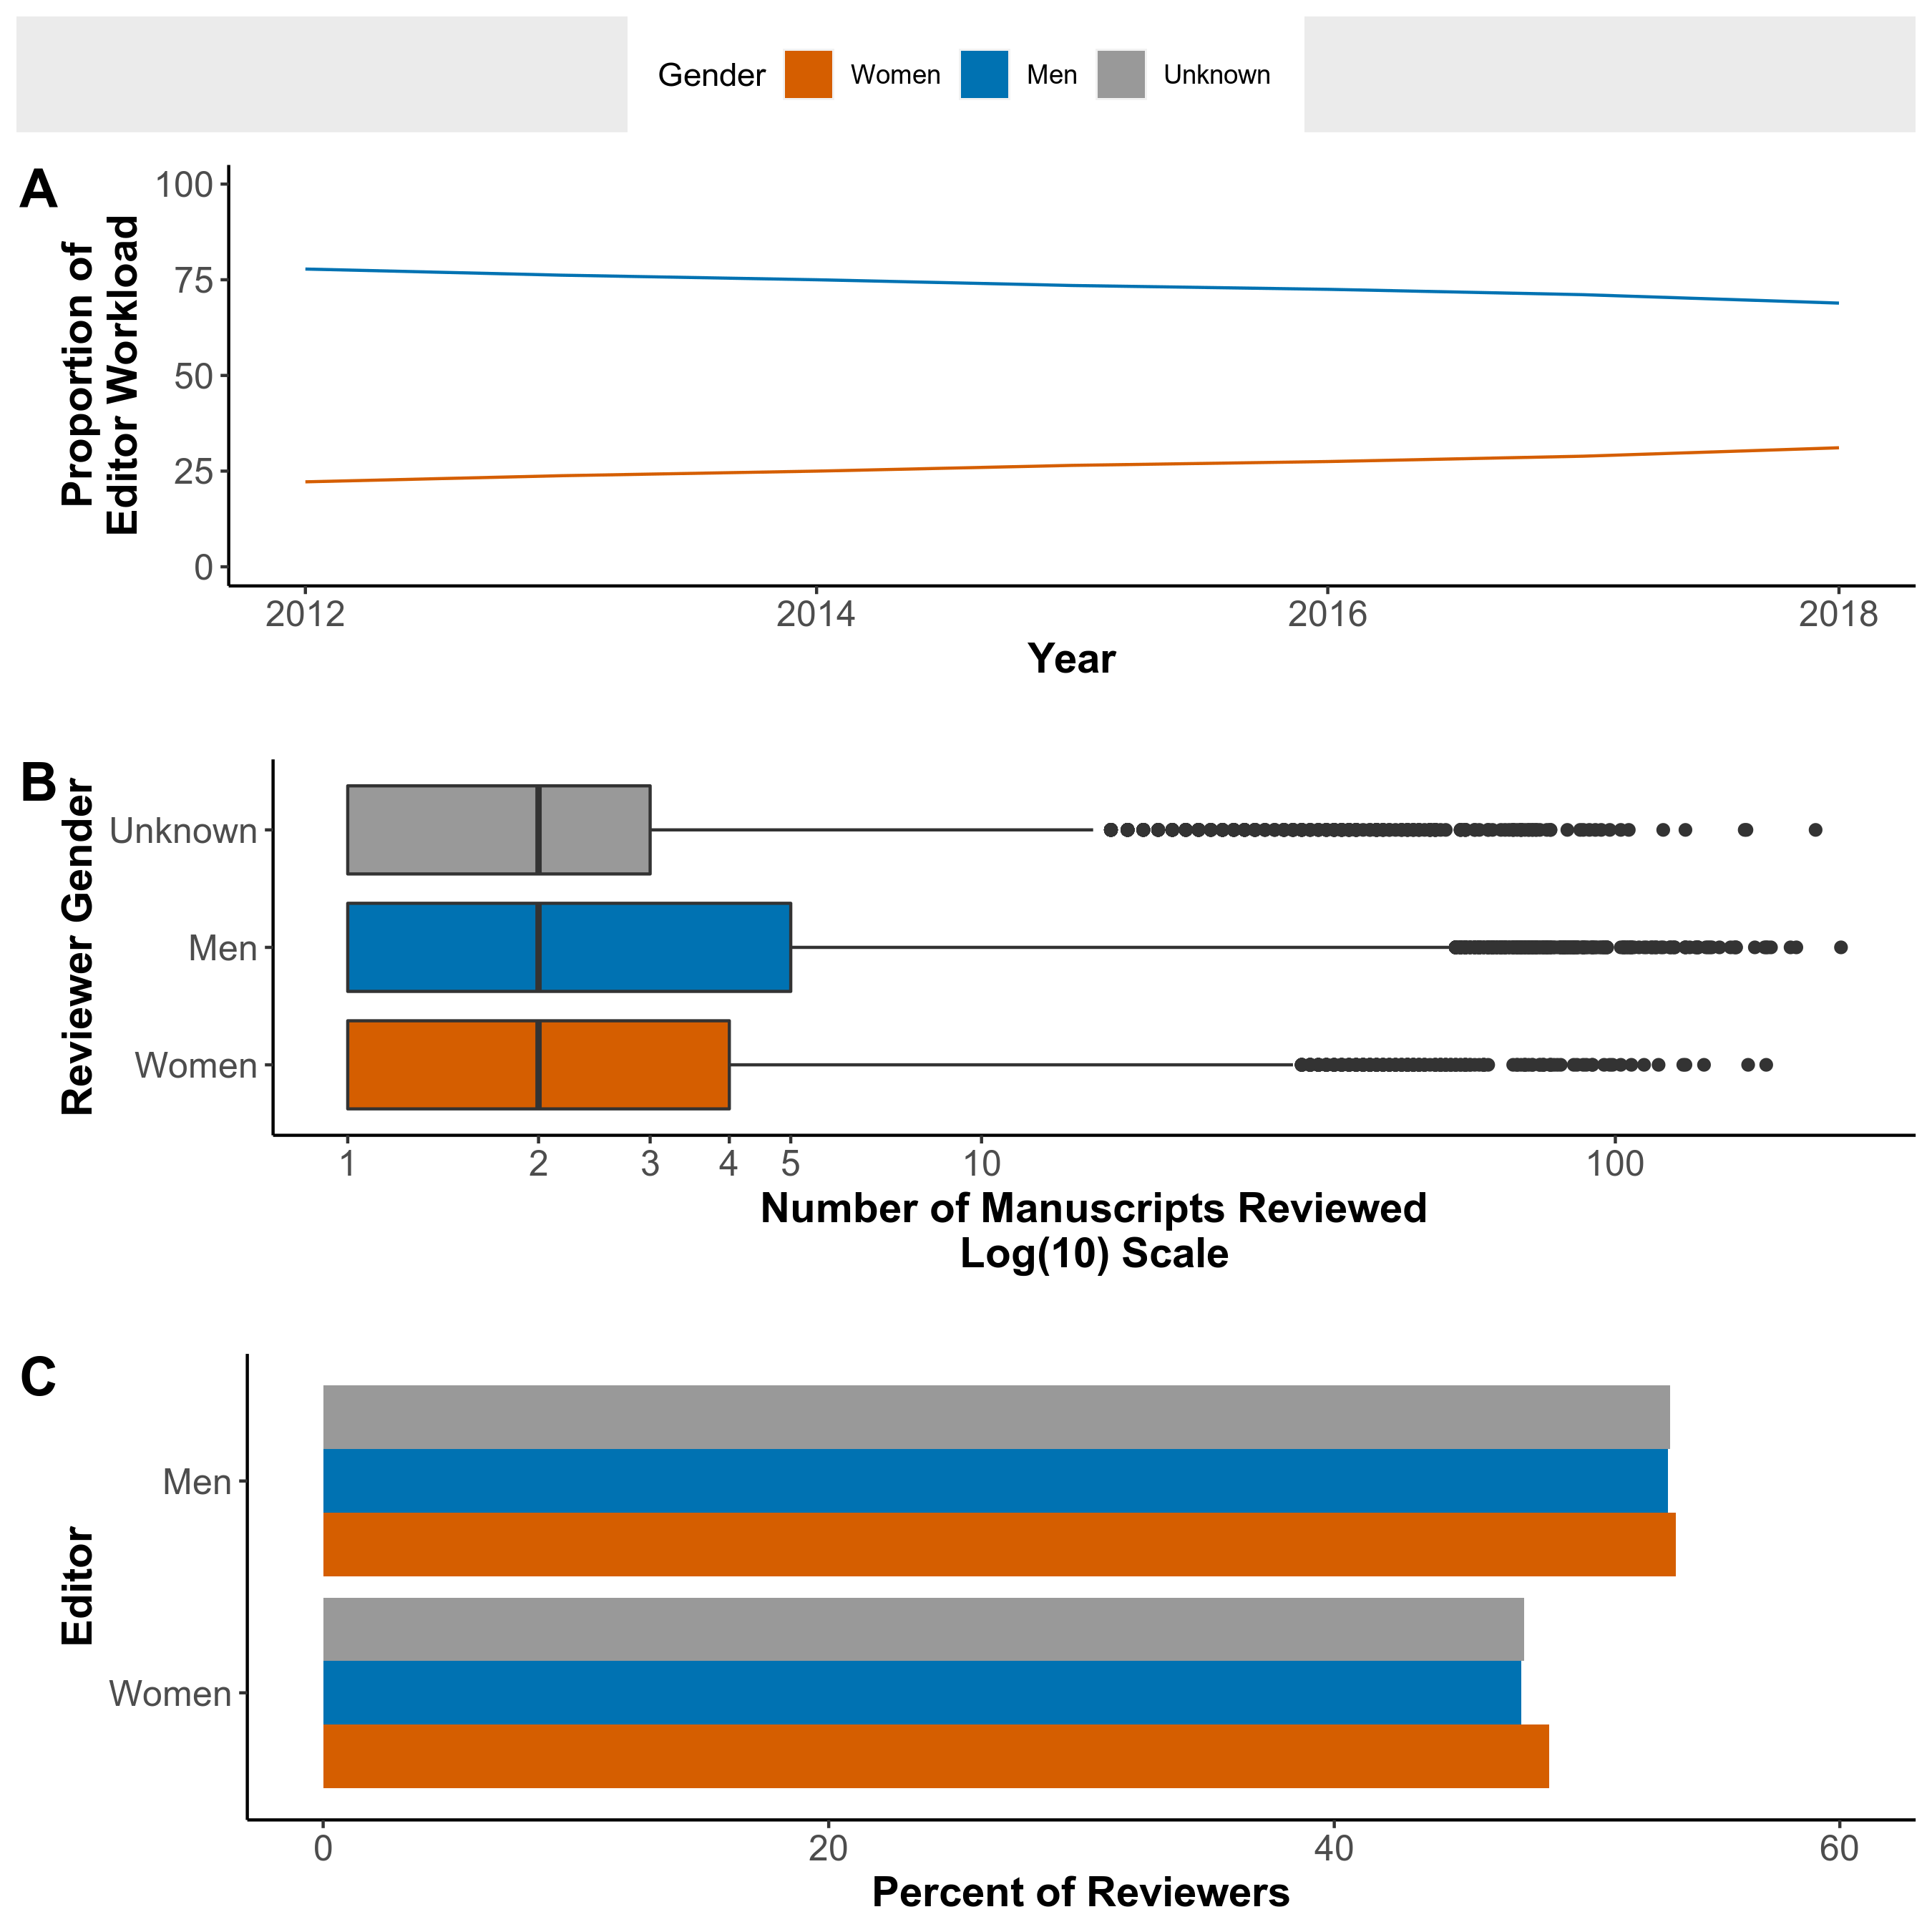 Gender Women Men Unknown
A
Proportion of
Editor Workload
100
75
50
25
0
2012 2014 2016 2018
Year
B
Reviewer Gender
Unknown
Men
Women
1 2 3 4 5 10 100
Number of Manuscripts Reviewed
Log(10) Scale
C
Editor
Men
Women
0 20 40 60
Percent of Reviewers